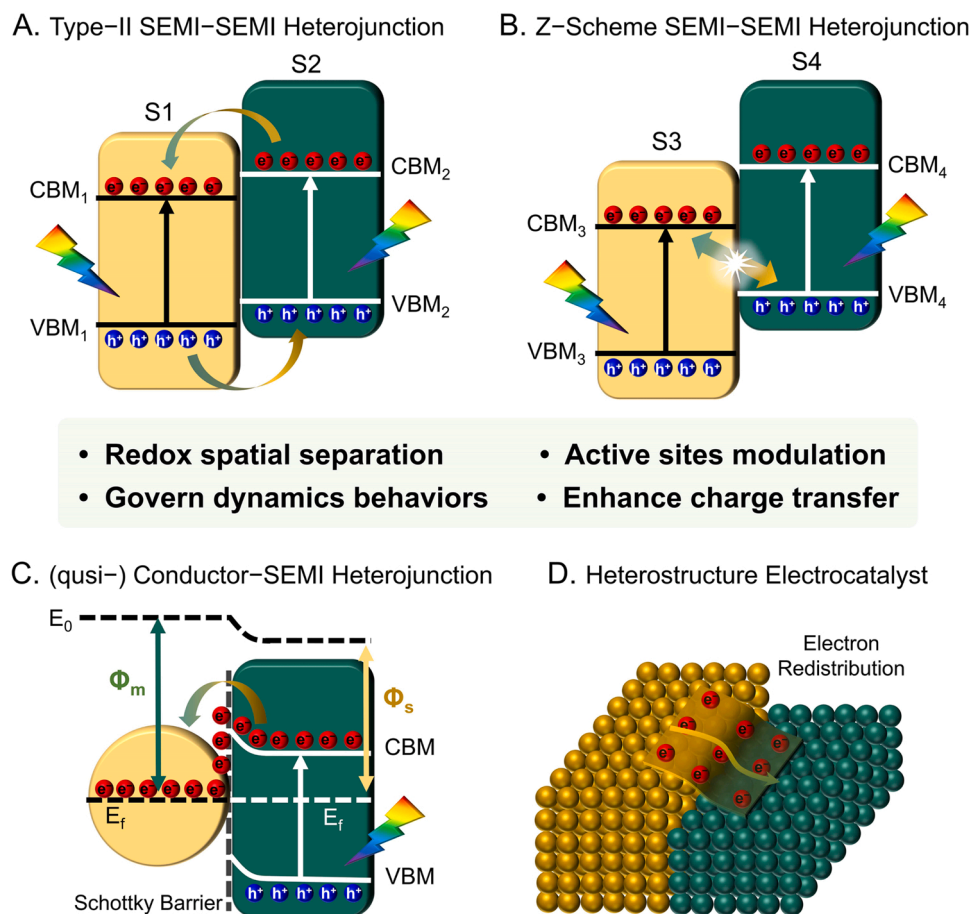 A. Type−II SEMI−SEMI Heterojunction
S1
S2
e⁻ e⁻ e⁻ e⁻ e⁻
e⁻ e⁻ e⁻ e⁻ e⁻
CBM₁
CBM₂
VBM₁
VBM₂
h⁺ h⁺ h⁺ h⁺ h⁺
h⁺ h⁺ h⁺ h⁺ h⁺
B. Z−Scheme SEMI−SEMI Heterojunction
S3
S4
e⁻ e⁻ e⁻ e⁻ e⁻
e⁻ e⁻ e⁻ e⁻ e⁻
CBM₃
CBM₄
VBM₃
VBM₄
h⁺ h⁺ h⁺ h⁺ h⁺
h⁺ h⁺ h⁺ h⁺ h⁺
• Redox spatial separation
• Active sites modulation
• Govern dynamics behaviors
• Enhance charge transfer
C. (qusi−) Conductor−SEMI Heterojunction
E₀
Φₘ
Φₛ
e⁻ e⁻ e⁻ e⁻ e⁻ e⁻
e⁻
e⁻
e⁻
e⁻ e⁻ e⁻ e⁻ e⁻ e⁻
CBM
E_f
E_f
VBM
h⁺ h⁺ h⁺ h⁺ h⁺
Schottky Barrier
D. Heterostructure Electrocatalyst
Electron
Redistribution
e⁻ e⁻ e⁻ e⁻ e⁻ e⁻ e⁻ e⁻